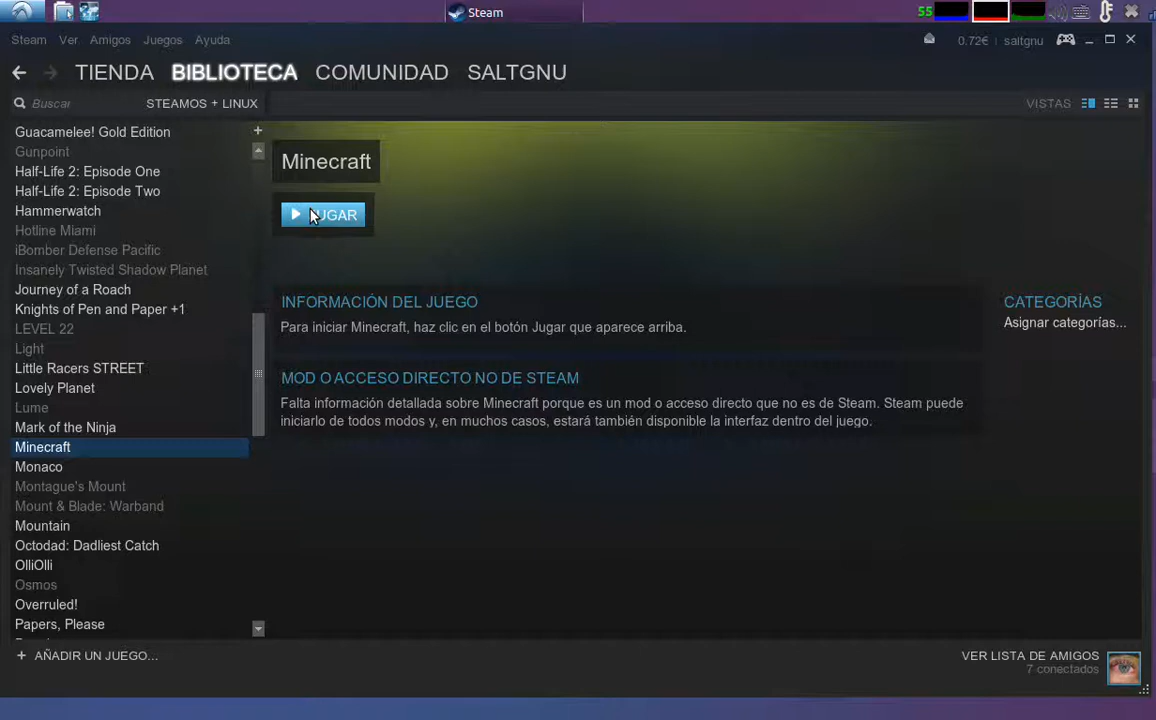 Steam
55
Steam Ver Amigos Juegos Ayuda
0.72€ saltgnu
TIENDA BIBLIOTECA COMUNIDAD SALTGNU
Buscar STEAMOS + LINUX
VISTAS
Guacamelee! Gold Edition
Gunpoint
Half-Life 2: Episode One
Half-Life 2: Episode Two
Hammerwatch
Hotline Miami
iBomber Defense Pacific
Insanely Twisted Shadow Planet
Journey of a Roach
Knights of Pen and Paper +1
LEVEL 22
Light
Little Racers STREET
Lovely Planet
Lume
Mark of the Ninja
Minecraft
Monaco
Montague's Mount
Mount & Blade: Warband
Mountain
Octodad: Dadliest Catch
OlliOlli
Osmos
Overruled!
Papers, Please
+ AÑADIR UN JUEGO...
Minecraft
JUGAR
INFORMACIÓN DEL JUEGO
Para iniciar Minecraft, haz clic en el botón Jugar que aparece arriba.
MOD O ACCESO DIRECTO NO DE STEAM
Falta información detallada sobre Minecraft porque es un mod o acceso directo que no es de Steam. Steam puede
iniciarlo de todos modos y, en muchos casos, estará también disponible la interfaz dentro del juego.
CATEGORÍAS
Asignar categorías...
VER LISTA DE AMIGOS
7 conectados